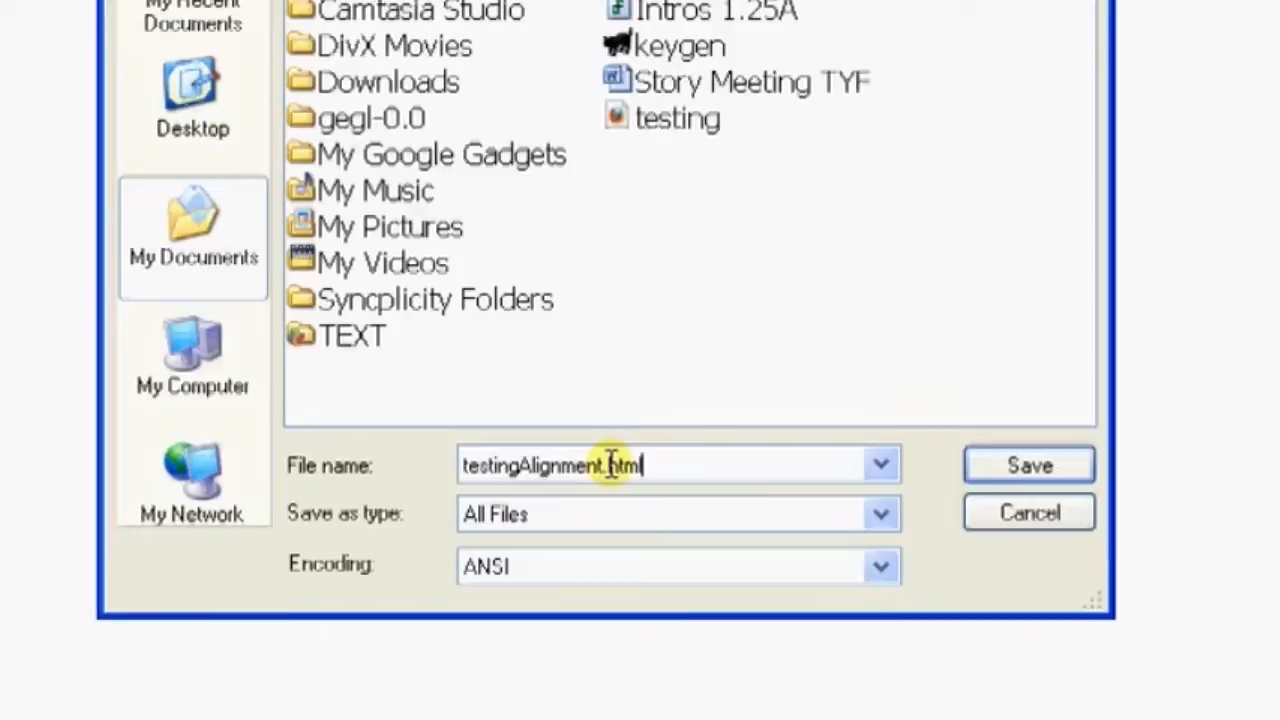 My Recent
Documents
Desktop
My Documents
My Computer
My Network
Camtasia Studio
DivX Movies
Downloads
gegl-0.0
My Google Gadgets
My Music
My Pictures
My Videos
Syncplicity Folders
TEXT
Intros 1.25A
keygen
Story Meeting TYF
testing
File name: testingAlignment.html Save
Save as type: All Files Cancel
Encoding: ANSI